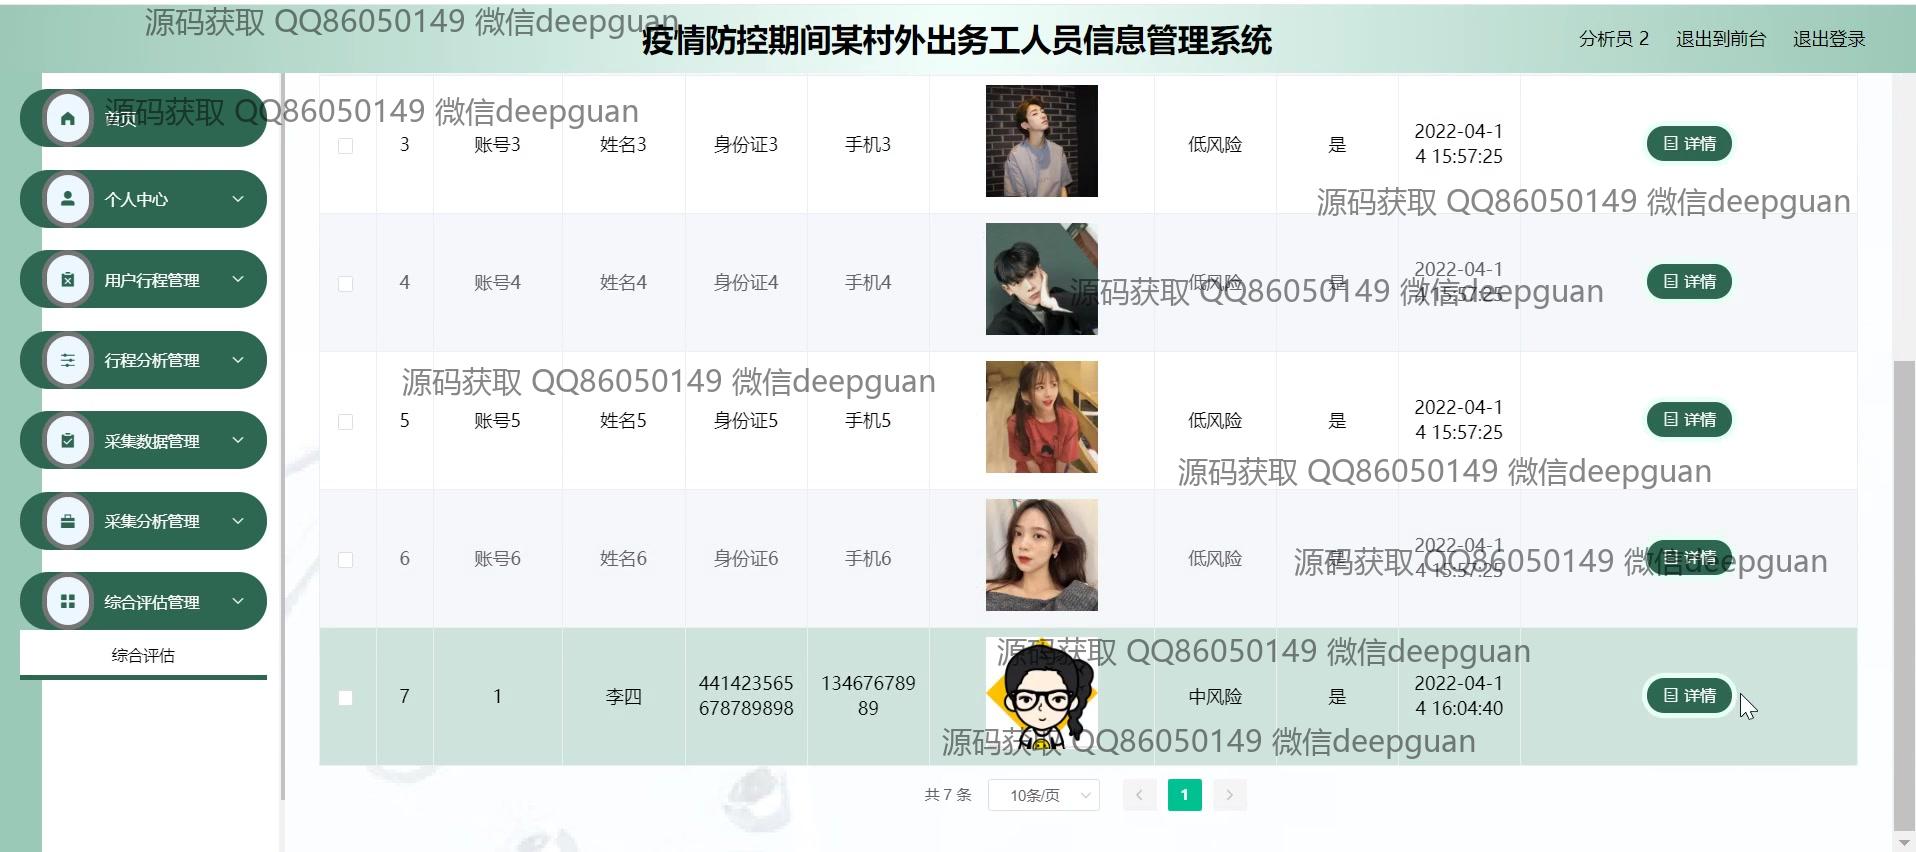 源码获取 QQ86050149 微信deepguan
疫情防控期间某村外出务工人员信息管理系统
分析员 2 退出到前台 退出登录
首页
源码获取 QQ86050149 微信deepguan
个人中心
用户行程管理
行程分析管理
采集数据管理
采集分析管理
综合评估管理
综合评估
3 账号3 姓名3 身份证3 手机3 低风险 是 2022-04-1
4 15:57:25
详情
源码获取 QQ86050149 微信deepguan
4 账号4 姓名4 身份证4 手机4 低风险 是 2022-04-1
4 15:57:25
详情
源码获取 QQ86050149 微信deepguan
源码获取 QQ86050149 微信deepguan
5 账号5 姓名5 身份证5 手机5 低风险 是 2022-04-1
4 15:57:25
详情
源码获取 QQ86050149 微信deepguan
6 账号6 姓名6 身份证6 手机6 低风险 是 2022-04-1
4 15:57:25
详情
源码获取 QQ86050149 微信deepguan
源码获取 QQ86050149 微信deepguan
7 1 李四 441423565
678789898
134676789
89
中风险 是 2022-04-1
4 16:04:40
详情
源码获取 QQ86050149 微信deepguan
共 7 条 10条/页 1